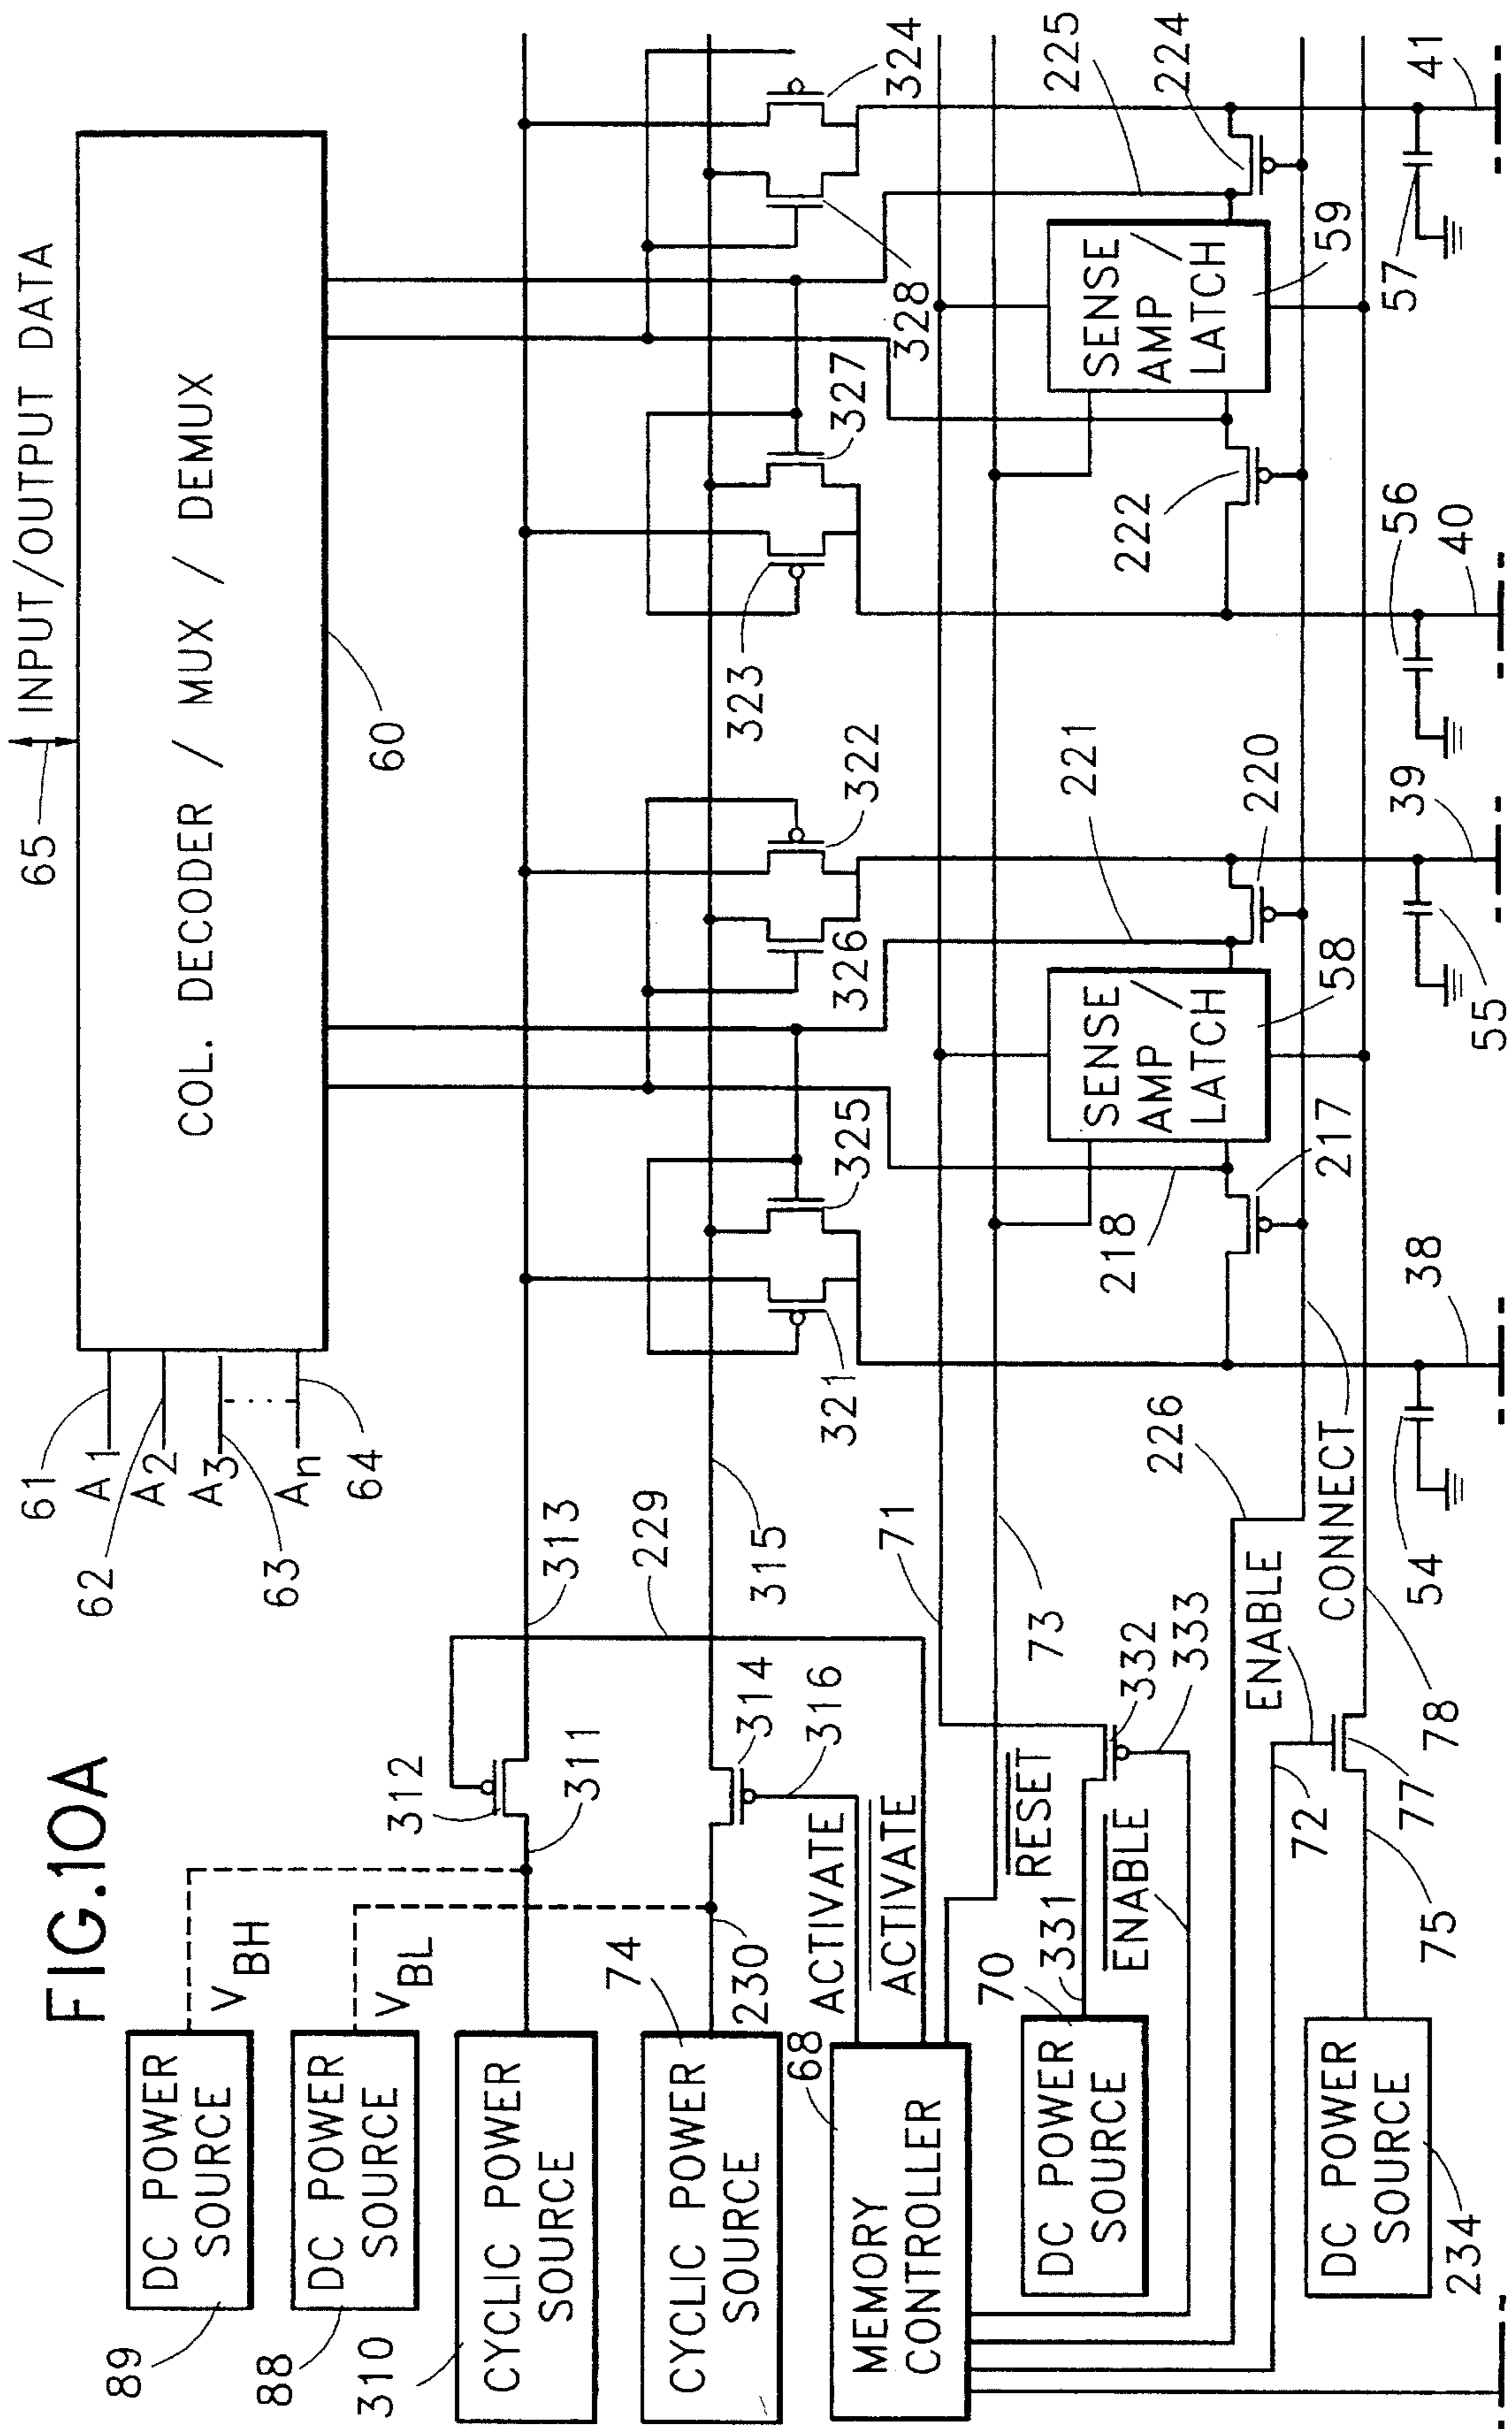 FIG.10A
65
INPUT/OUTPUT DATA
COL. DECODER / MUX / DEMUX
60
61
A1
62
A2
A3
63
An
64
89
DC POWER
SOURCE
VBH
88
DC POWER
SOURCE
VBL
310
CYCLIC POWER
SOURCE
312
311
313
CYCLIC POWER
SOURCE
74
230
314
315
229
316
321
325
326
322
323
327
328
324
68
MEMORY
CONTROLLER
ACTIVATE
ACTIVATE
RESET
71
73
70
DC POWER
SOURCE
331
ENABLE
332
333
226
ENABLE
CONNECT
72
77
78
75
DC POWER
SOURCE
234
218
SENSE
AMP /
LATCH
58
217
221
220
SENSE
AMP /
LATCH
59
222
225
224
54
38
55
39
56
40
57
41